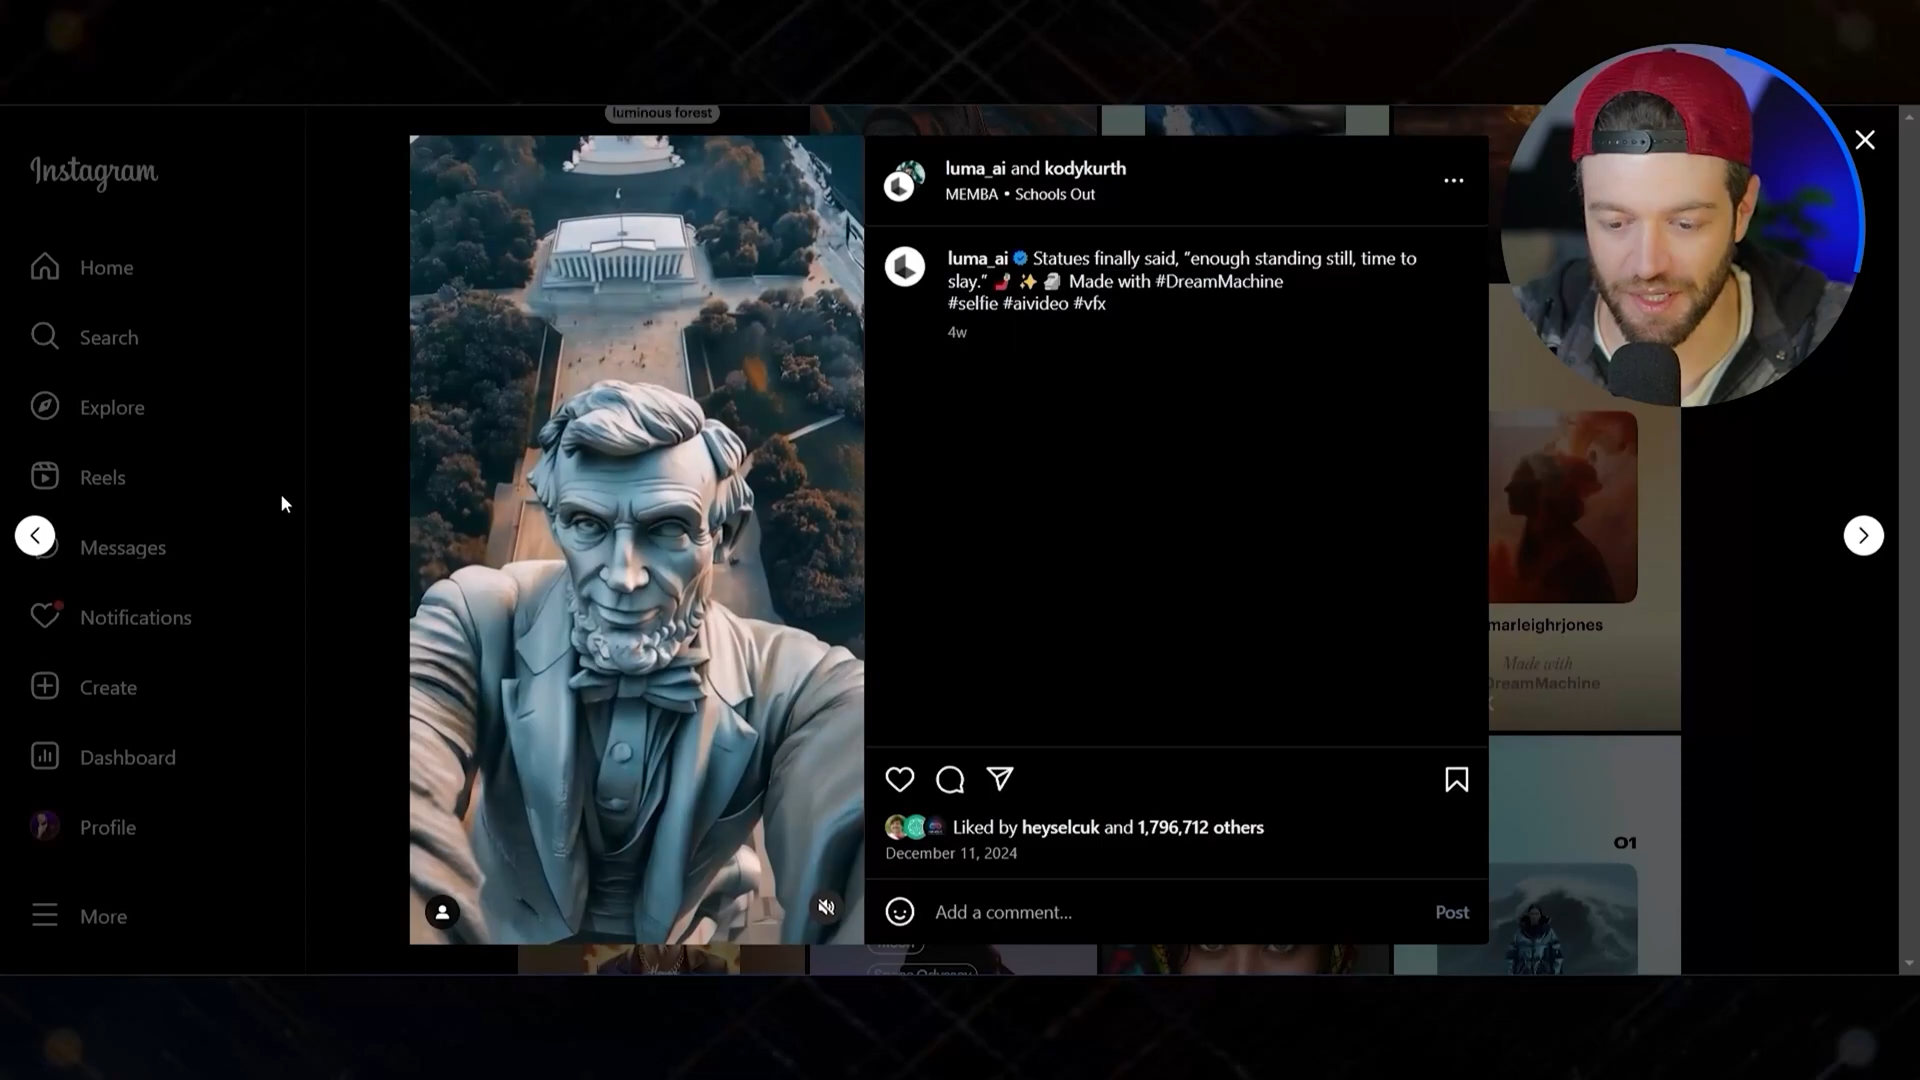 luminous forest
Instagram
Home
Search
Explore
Reels
Messages
Notifications
Create
Dashboard
Profile
More
luma_ai and kodykurth
MEMBA • Schools Out
luma_ai Statues finally said, “enough standing still, time to
slay.” 💅 ✨ 🗿 Made with #DreamMachine
#selfie #aivideo #vfx
4w
Liked by heyselcuk and 1,796,712 others
December 11, 2024
Add a comment...
Post
marleighrjones
Made with
DreamMachine
01
Space Odyssey